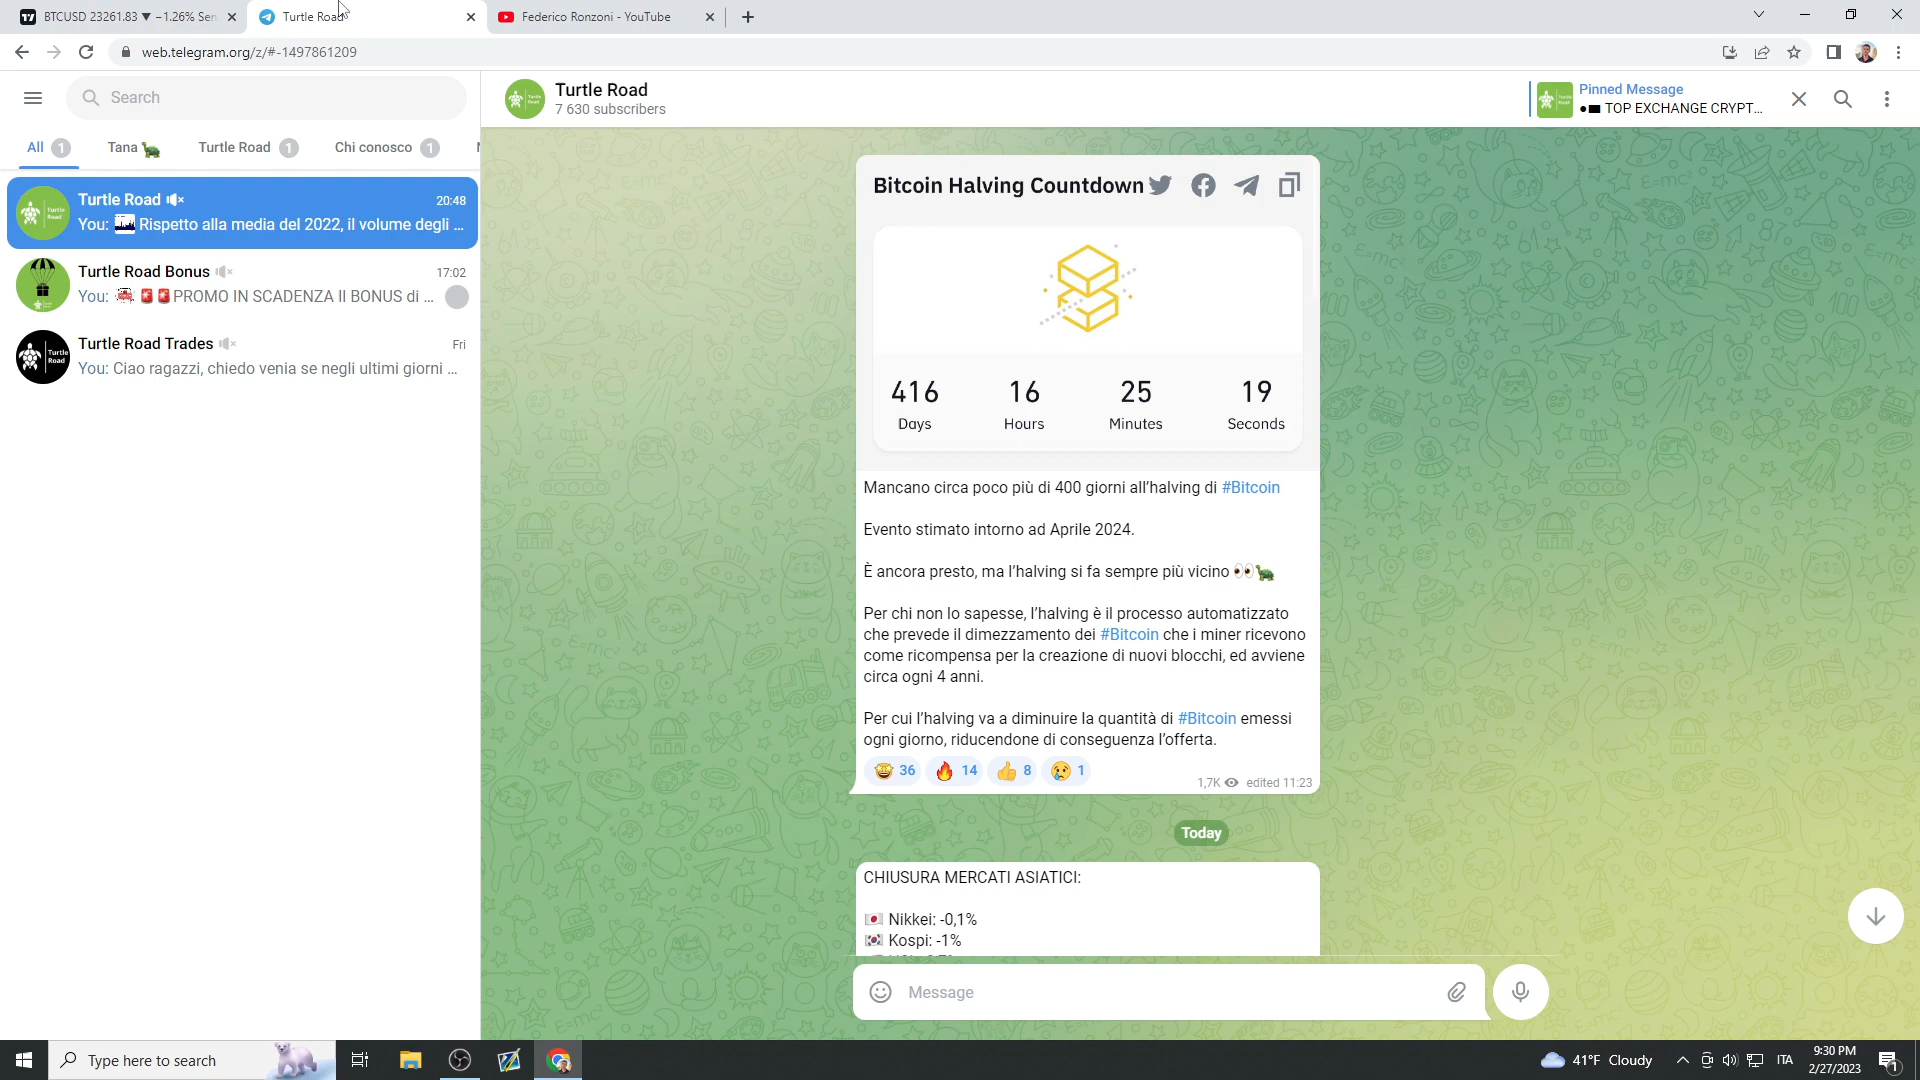 BTCUSD 23261.83 ▼ −1.26% Sen
Turtle Road
Federico Ronzoni - YouTube
web.telegram.org/z/#-1497861209
Search
Turtle Road
7 630 subscribers
Pinned Message
TOP EXCHANGE CRYPT...
All 1
Tana 🐢
Turtle Road 1
Chi conosco 1
Turtle Road
20:48
You: Rispetto alla media del 2022, il volume degli ...
Turtle Road Bonus
17:02
You: 🚨🚨PROMO IN SCADENZA Il BONUS di ...
Turtle Road Trades
Fri
You: Ciao ragazzi, chiedo venia se negli ultimi giorni ...
Bitcoin Halving Countdown
416 16 25 19
Days Hours Minutes Seconds
Mancano circa poco più di 400 giorni all’halving di #Bitcoin
Evento stimato intorno ad Aprile 2024.
È ancora presto, ma l’halving si fa sempre più vicino 👀🐢
Per chi non lo sapesse, l’halving è il processo automatizzato
che prevede il dimezzamento dei #Bitcoin che i miner ricevono
come ricompensa per la creazione di nuovi blocchi, ed avviene
circa ogni 4 anni.
Per cui l’halving va a diminuire la quantità di #Bitcoin emessi
ogni giorno, riducendone di conseguenza l’offerta.
🤩 36 🔥 14 👍 8 😢 1
1,7K edited 11:23
Today
CHIUSURA MERCATI ASIATICI:
🇯🇵 Nikkei: -0,1%
🇰🇷 Kospi: -1%
Message
Type here to search
41°F Cloudy
ITA
9:30 PM
2/27/2023
1